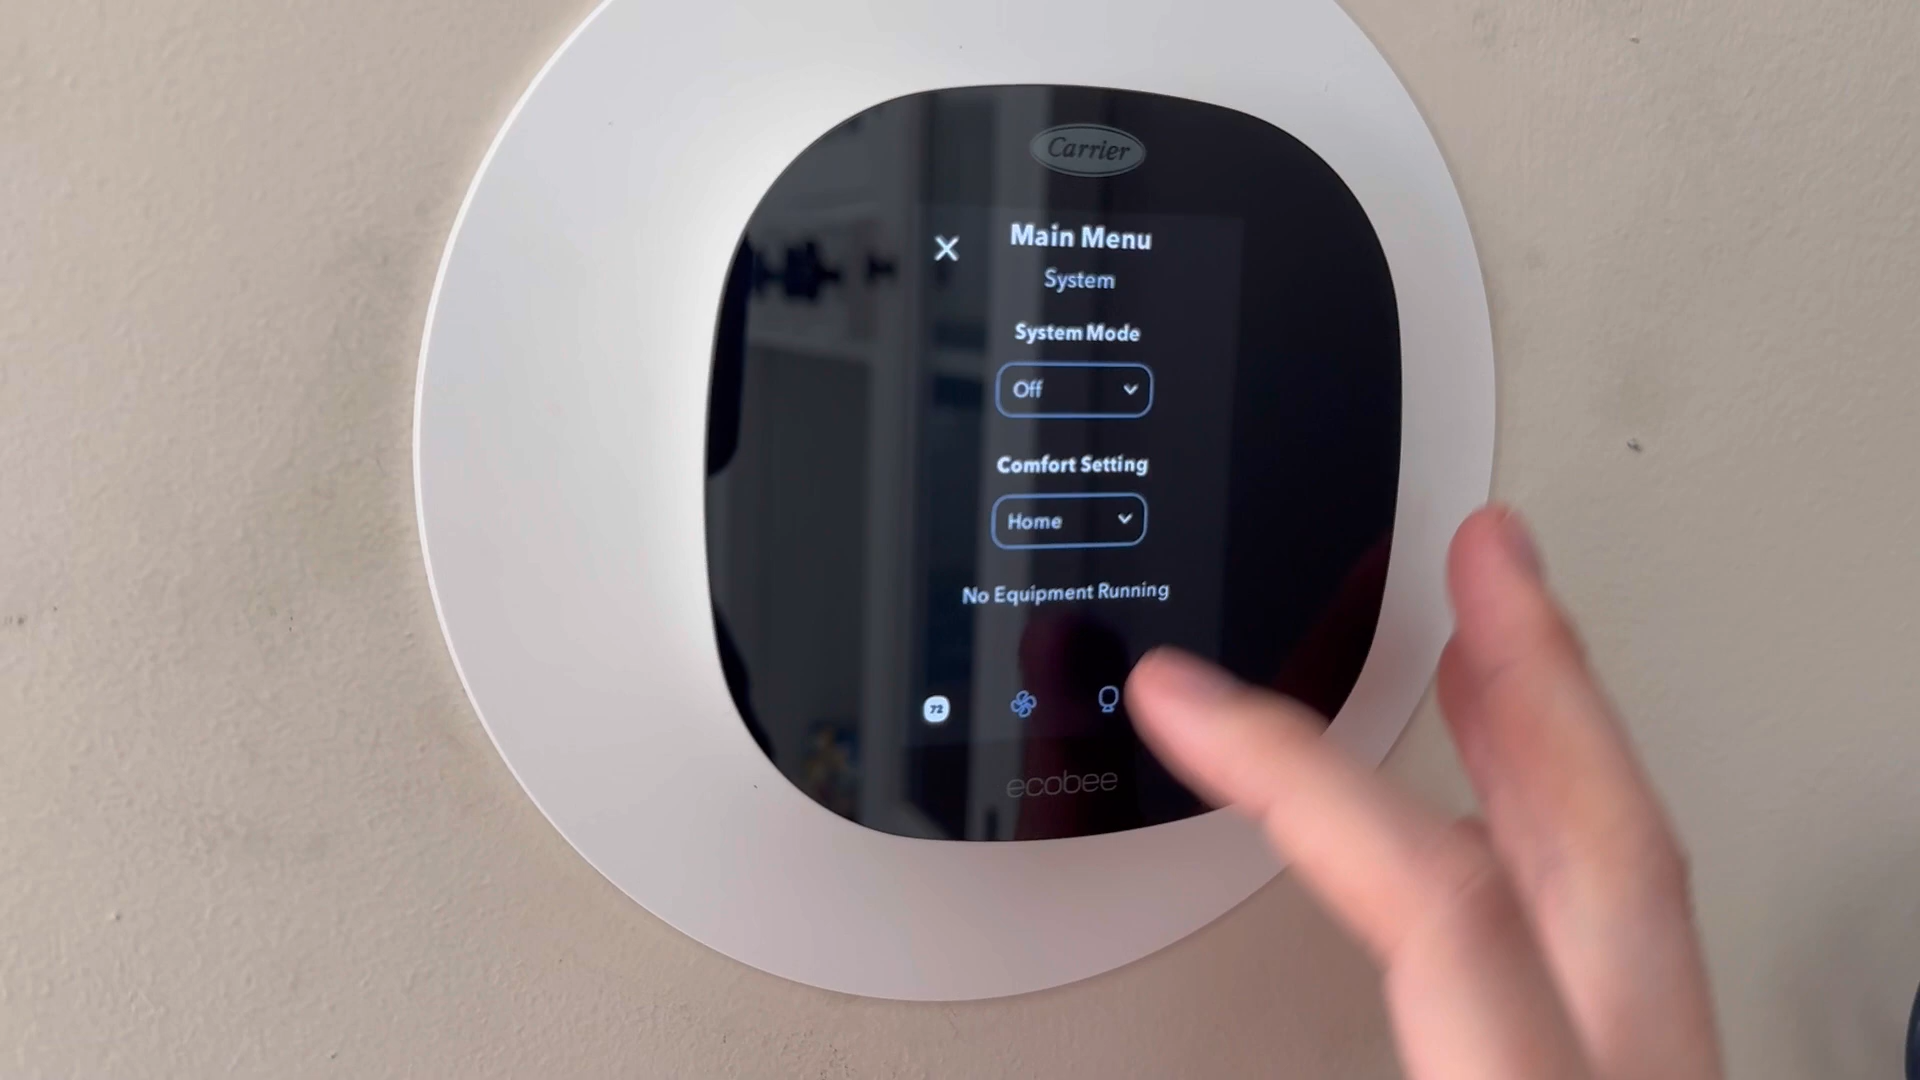 Carrier
Main Menu
System
System Mode
Off
Comfort Setting
Home
No Equipment Running
72
ecobee